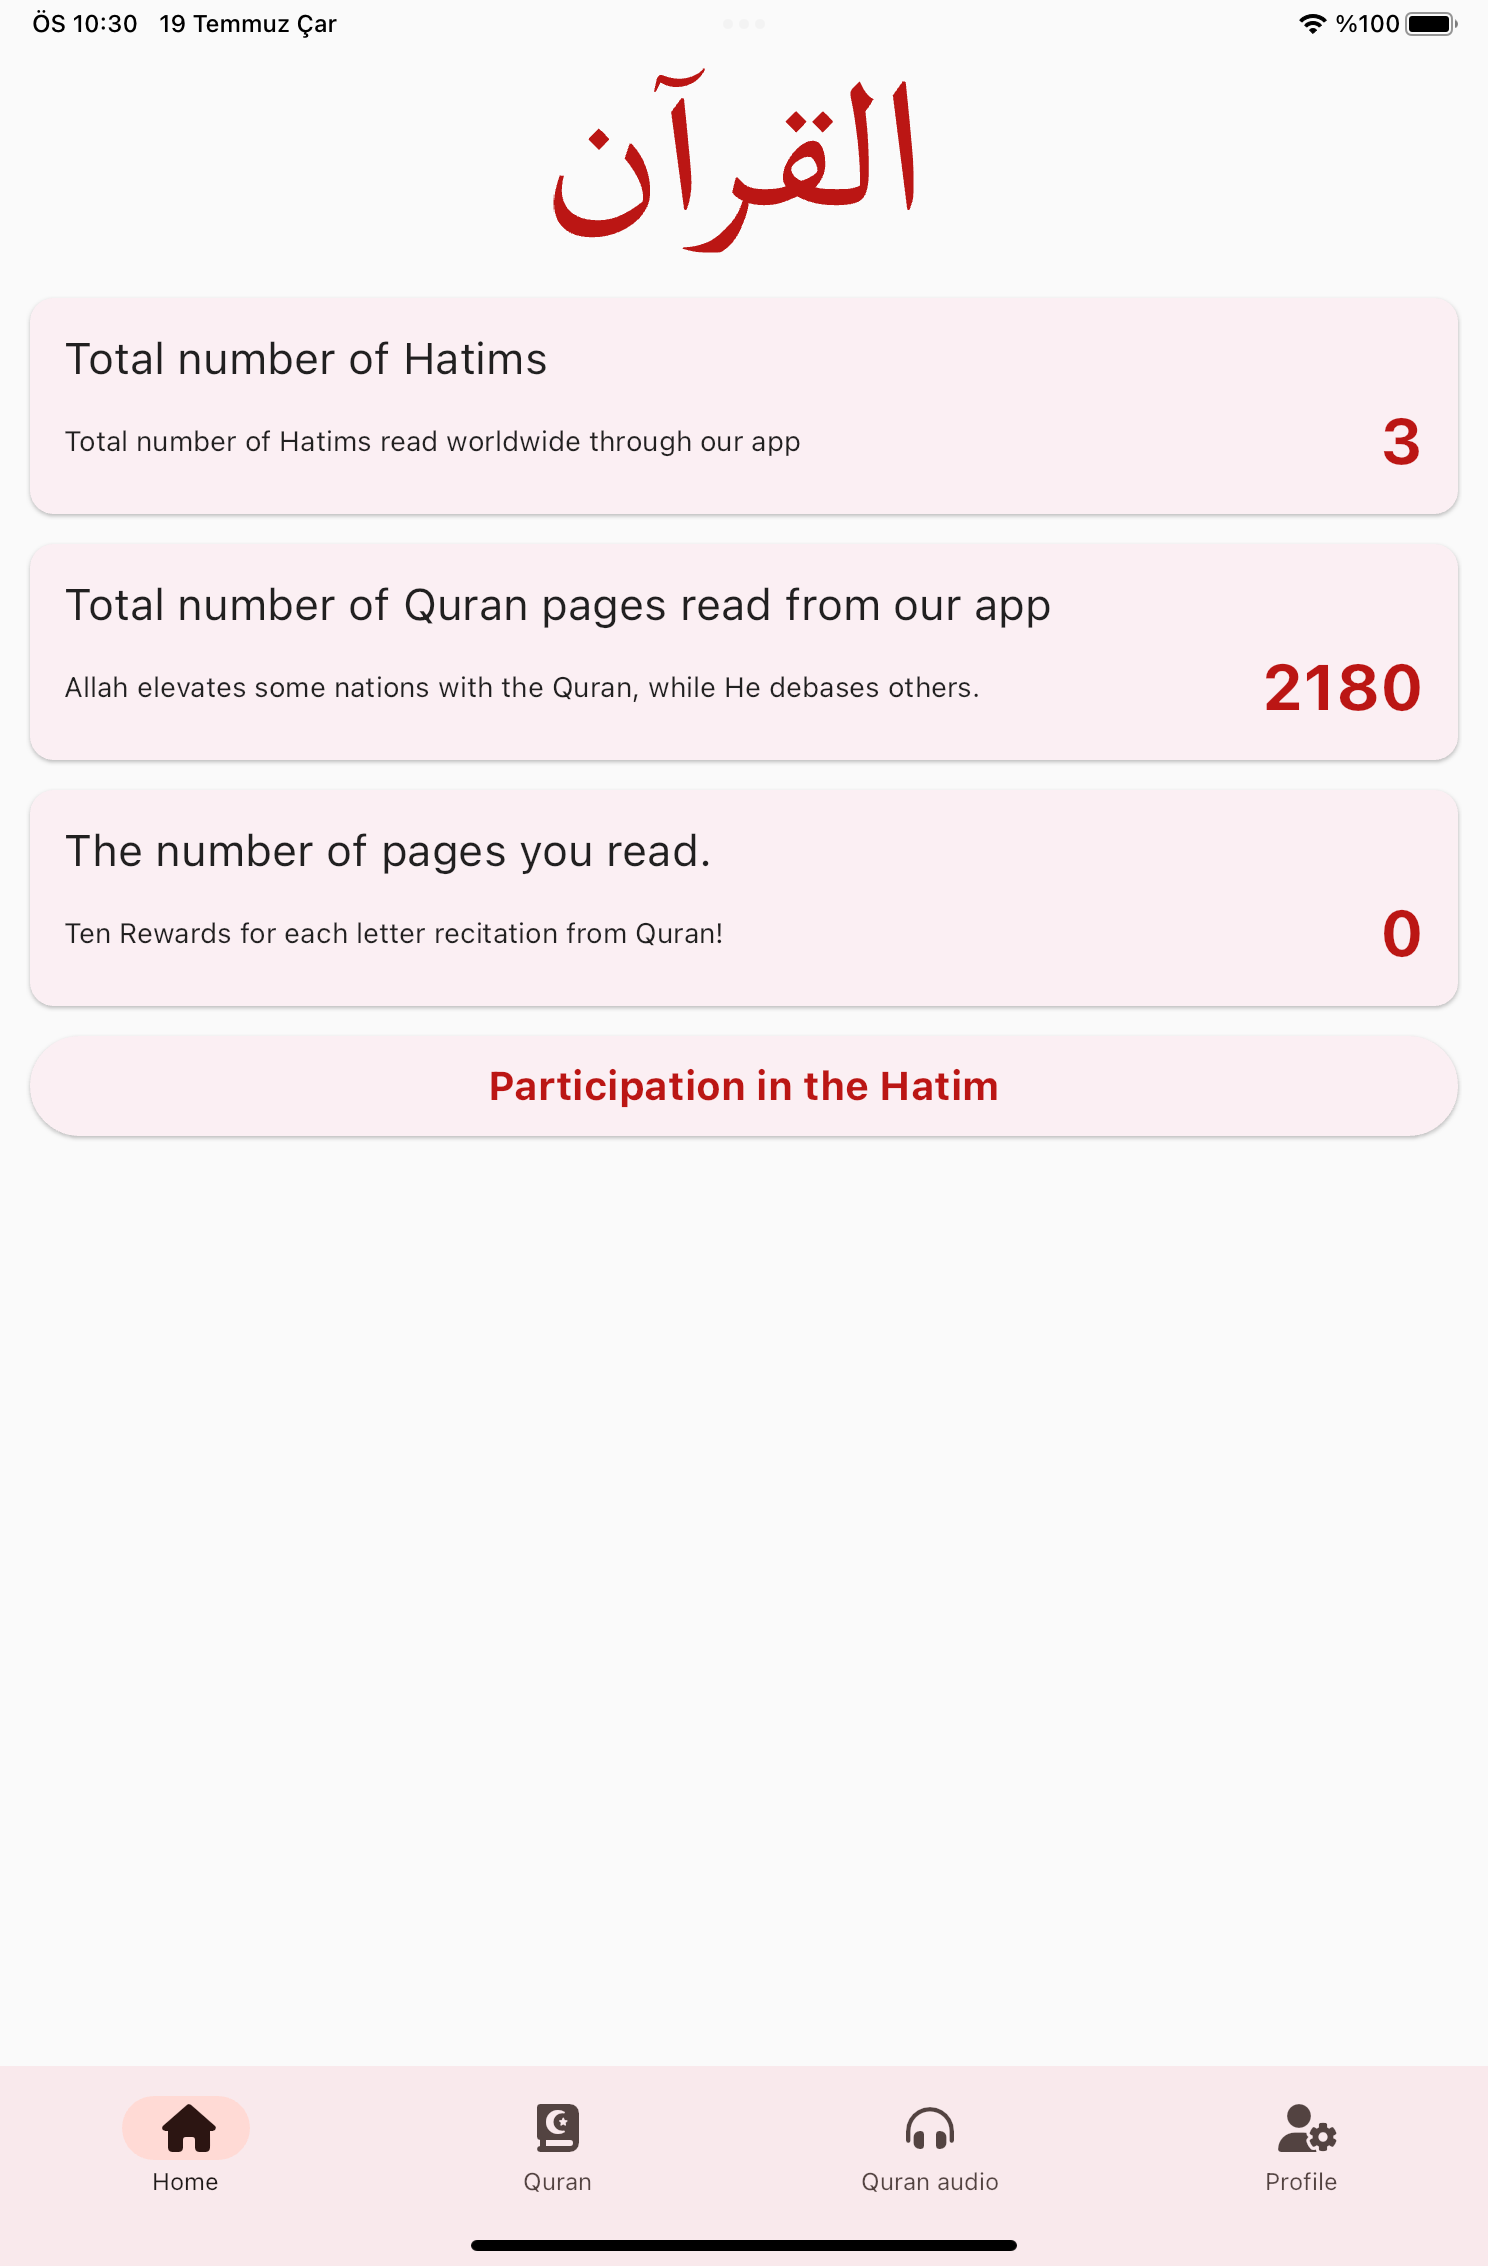 ÖS 10:30 19 Temmuz Çar %100
القرآن
Total number of Hatims
Total number of Hatims read worldwide through our app 3
Total number of Quran pages read from our app
Allah elevates some nations with the Quran, while He debases others. 2180
The number of pages you read.
Ten Rewards for each letter recitation from Quran! 0
Participation in the Hatim
Home Quran Quran audio Profile